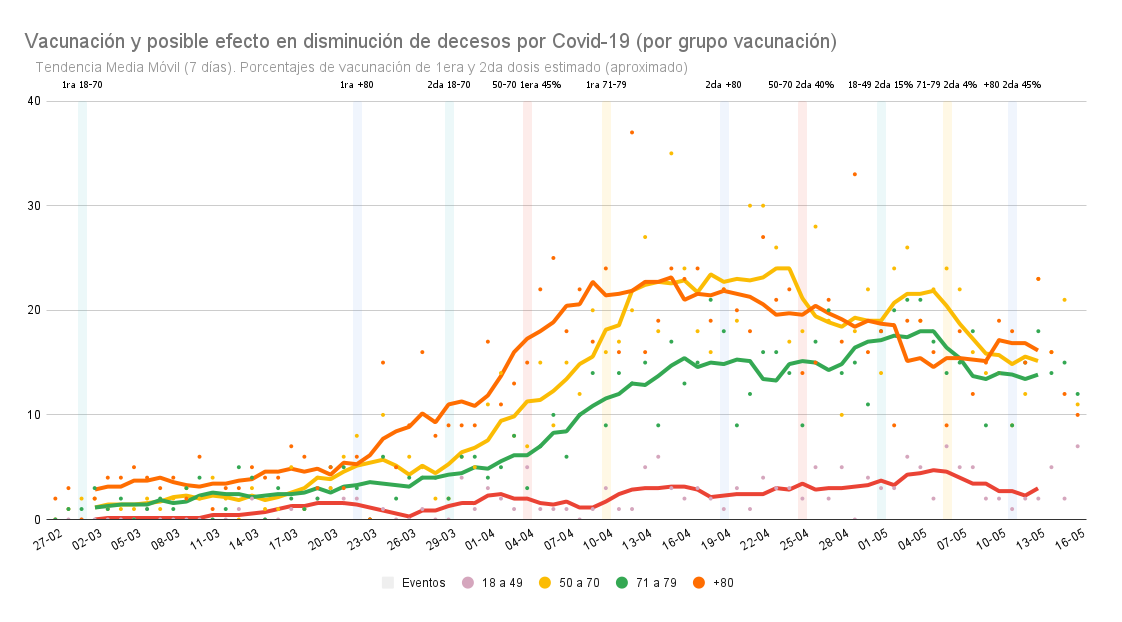 Vacunación y posible efecto en disminución de decesos por Covid-19 (por grupo vacunación)
Tendencia Media Móvil (7 días). Porcentajes de vacunación de 1era y 2da dosis estimado (aproximado)
1ra 18-70 1ra +80 2da 18-70 50-70 1era 45% 1ra 71-79 2da +80 50-70 2da 40% 18-49 2da 15% 71-79 2da 4% +80 2da 45%
40
30
20
10
0
27-02 02-03 05-03 08-03 11-03 14-03 17-03 20-03 23-03 26-03 29-03 01-04 04-04 07-04 10-04 13-04 16-04 19-04 22-04 25-04 28-04 01-05 04-05 07-05 10-05 13-05 16-05
Eventos 18 a 49 50 a 70 71 a 79 +80